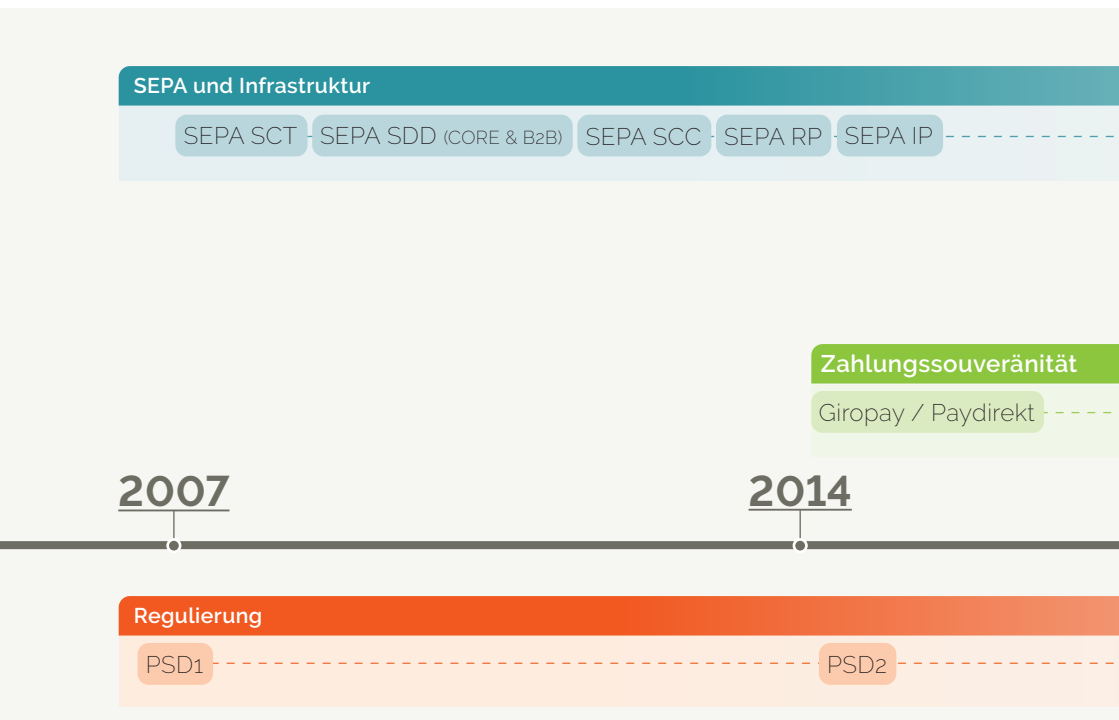 SEPA und Infrastruktur
SEPA SCT SEPA SDD (CORE & B2B) SEPA SCC SEPA RP SEPA IP
Zahlungssouveränität
Giropay / Paydirekt
2007 2014
Regulierung
PSD1 PSD2